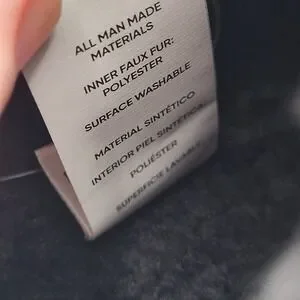 ALL MAN MADE
MATERIALS
INNER FAUX FUR:
POLYESTER
SURFACE WASHABLE
MATERIAL SINTÉTICO
INTERIOR PIEL SINTÉTICA
POLIÉSTER
SUPERFICIE LAVABLE